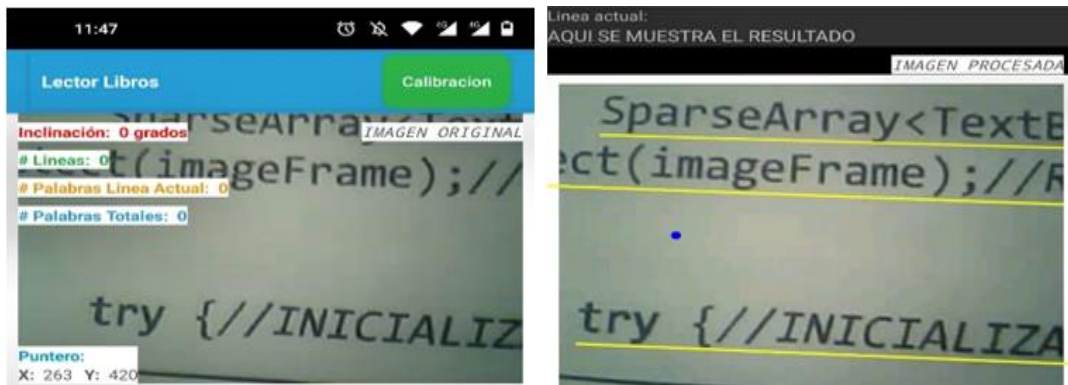 11:47
Lector Libros
Calibracion
SparseArray<Text
IMAGEN ORIGINAL
Inclinación: 0 grados
# Lineas: 0
ect(imageFrame);//
# Palabras Linea Actual: 0
# Palabras Totales: 0
try {//INICIALIZ
Puntero:
X: 263 Y: 420
Linea actual:
AQUI SE MUESTRA EL RESULTADO
IMAGEN PROCESADA
SparseArray<TextB
ect(imageFrame);//R
try {//INICIALIZA